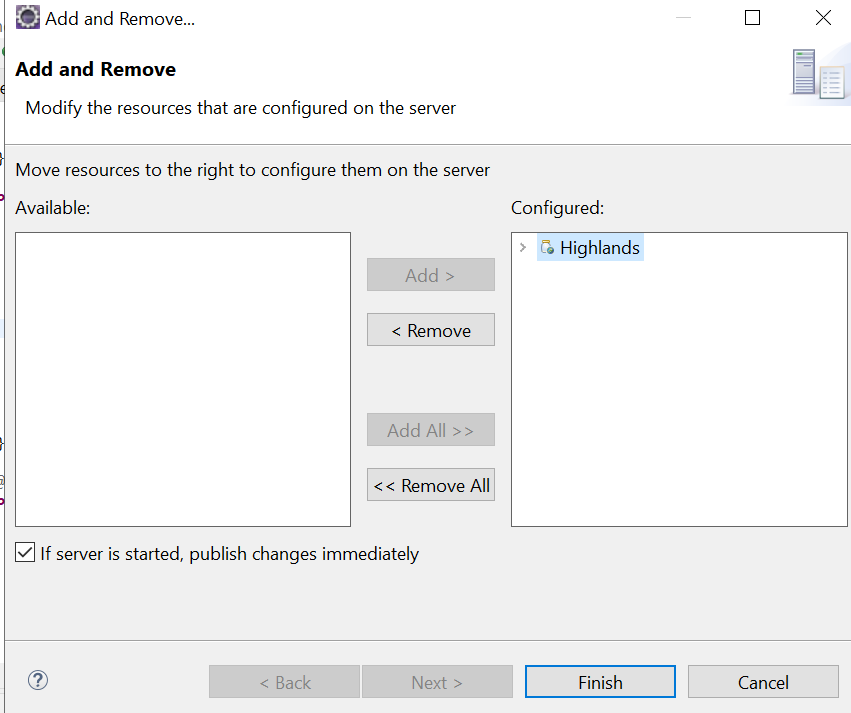 Add and Remove...
Add and Remove
Modify the resources that are configured on the server
Move resources to the right to configure them on the server
Available:
Configured:
Highlands
Add >
< Remove
Add All >>
<< Remove All
If server is started, publish changes immediately
?
< Back
Next >
Finish
Cancel